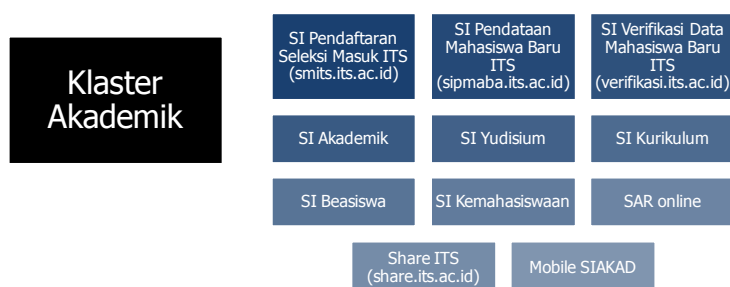 Klaster
Akademik
SI Pendaftaran
Seleksi Masuk ITS
(smits.its.ac.id)
SI Pendataan
Mahasiswa Baru
ITS
(sipmaba.its.ac.id)
SI Verifikasi Data
Mahasiswa Baru
ITS
(verifikasi.its.ac.id)
SI Akademik
SI Yudisium
SI Kurikulum
SI Beasiswa
SI Kemahasiswaan
SAR online
Share ITS
(share.its.ac.id)
Mobile SIAKAD